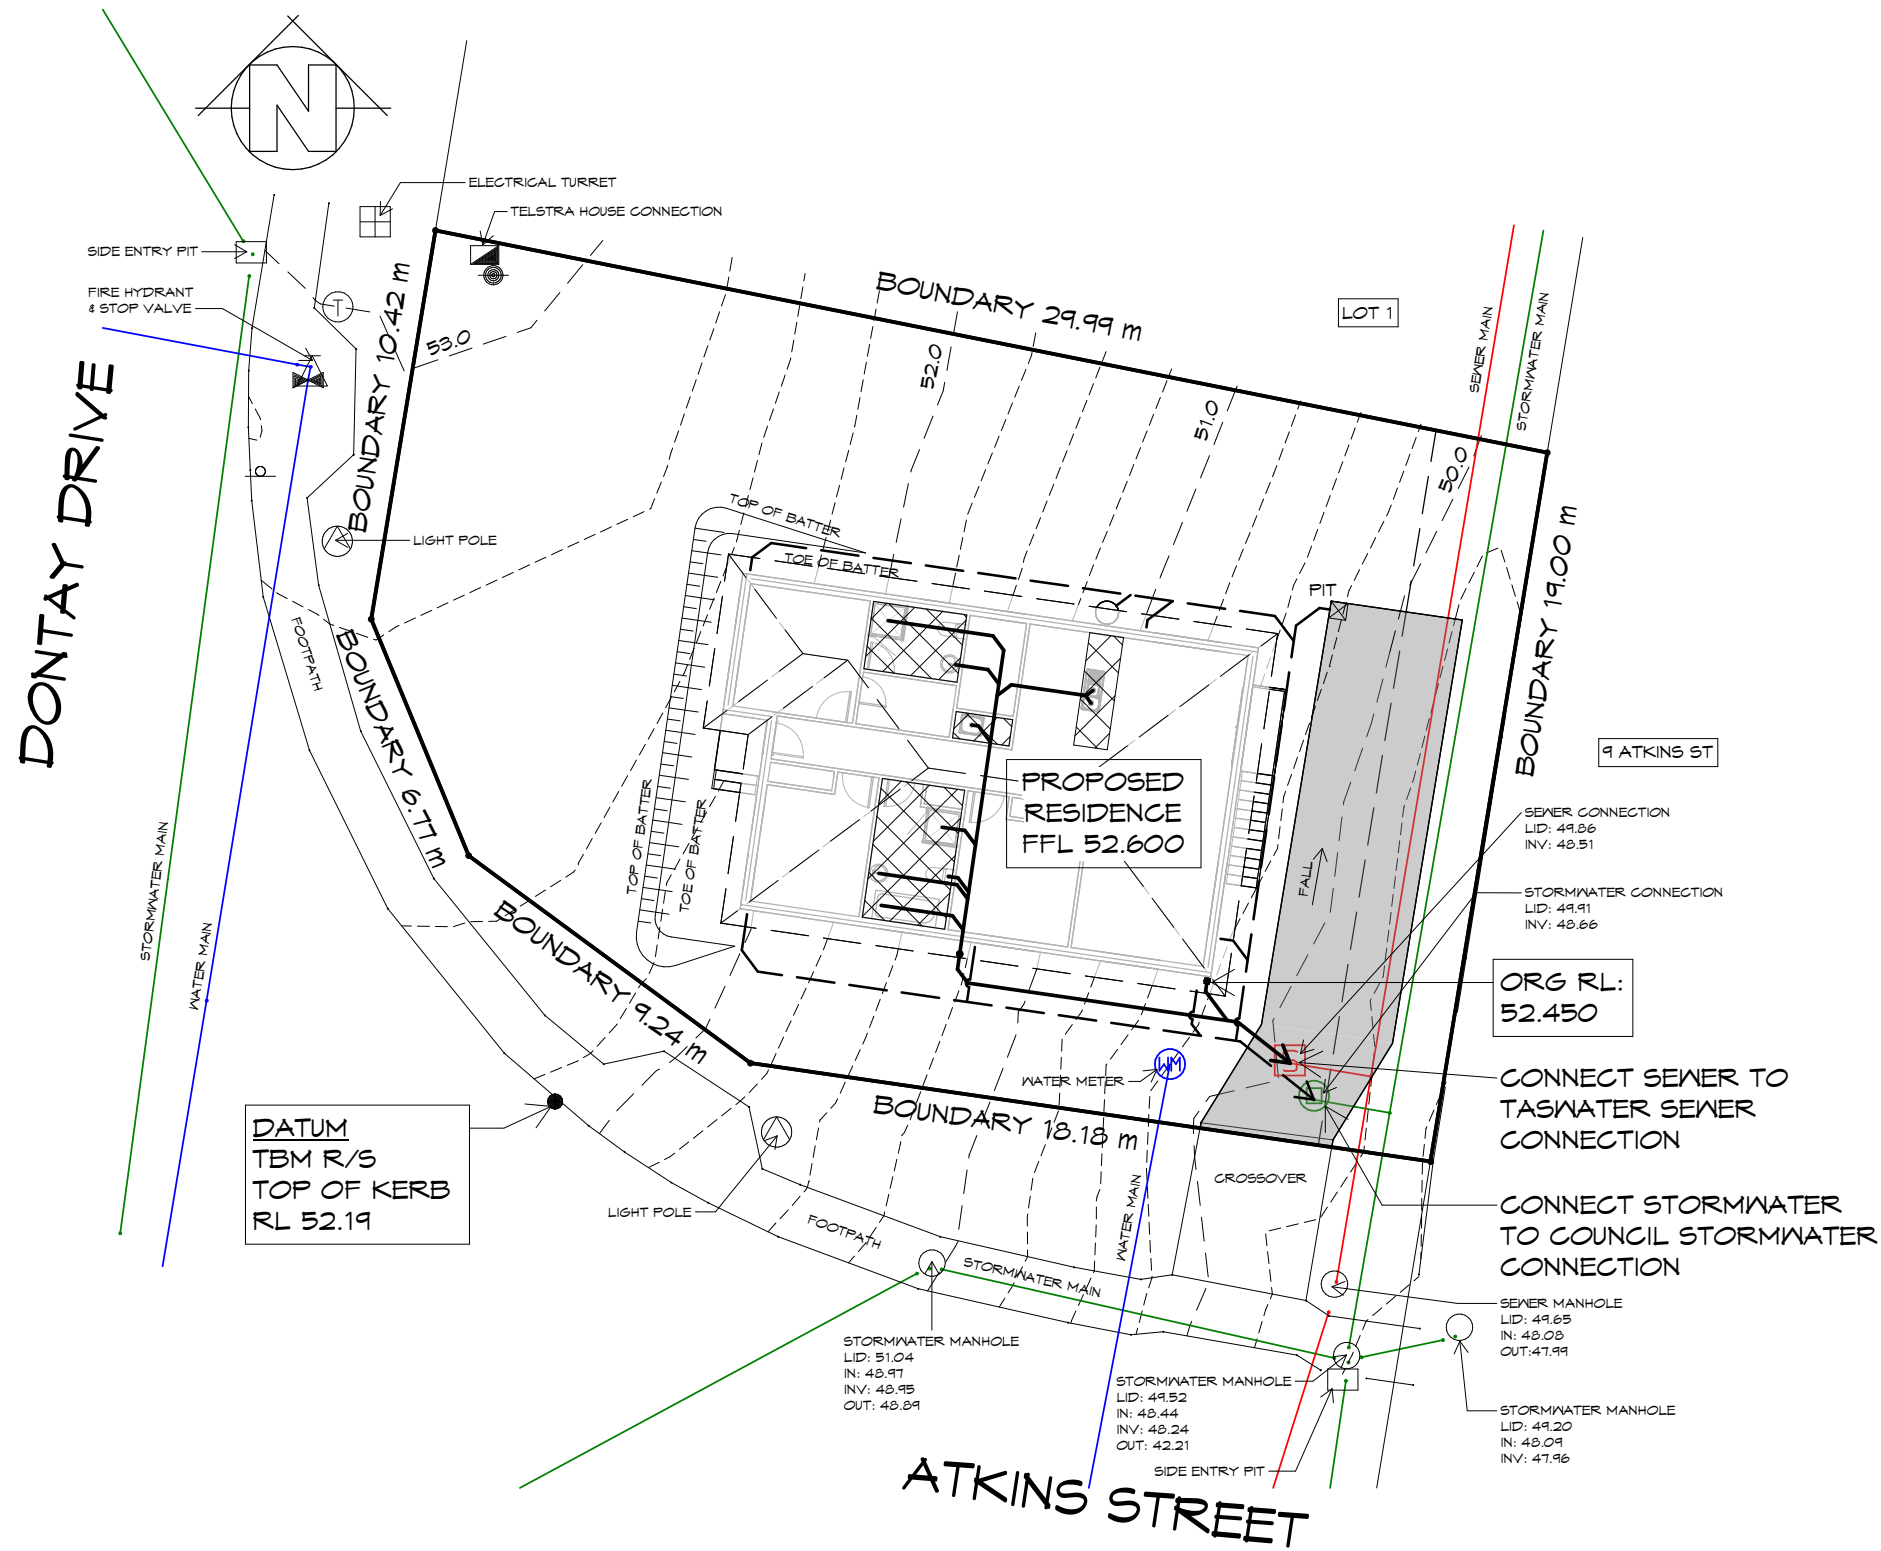 N
ELECTRICAL TURRET
TELSTRA HOUSE CONNECTION
SIDE ENTRY PIT
FIRE HYDRANT
& STOP VALVE
T
BOUNDARY 10.42 m
53.0
BOUNDARY 29.99 m
LOT 1
52.0
51.0
50.0
SEWER MAIN
STORMWATER MAIN
DONTAY DRIVE
LIGHT POLE
TOP OF BATTER
TOE OF BATTER
PIT
BOUNDARY 19.00 m
FOOTPATH
BOUNDARY 6.77 m
9 ATKINS ST
PROPOSED
RESIDENCE
FFL 52.600
TOP OF BATTER
TOE OF BATTER
FALL
SEWER CONNECTION
LID: 49.86
INV: 48.51
STORMWATER CONNECTION
LID: 49.91
INV: 48.66
STORMWATER MAIN
WATER MAIN
BOUNDARY 9.24 m
ORG RL:
52.450
WM
S
WATER METER
BOUNDARY 18.18 m
CONNECT SEWER TO
TASWATER SEWER
CONNECTION
DATUM
TBM R/S
TOP OF KERB
RL 52.19
LIGHT POLE
FOOTPATH
WATER MAIN
CROSSOVER
CONNECT STORMWATER
TO COUNCIL STORMWATER
CONNECTION
STORMWATER MAIN
SEWER MANHOLE
LID: 49.65
IN: 48.08
OUT:47.99
STORMWATER MANHOLE
LID: 51.04
IN: 48.97
INV: 48.95
OUT: 48.89
STORMWATER MANHOLE
LID: 49.52
IN: 48.44
INV: 48.24
OUT: 42.21
STORMWATER MANHOLE
LID: 49.20
IN: 48.09
INV: 47.96
SIDE ENTRY PIT
ATKINS STREET